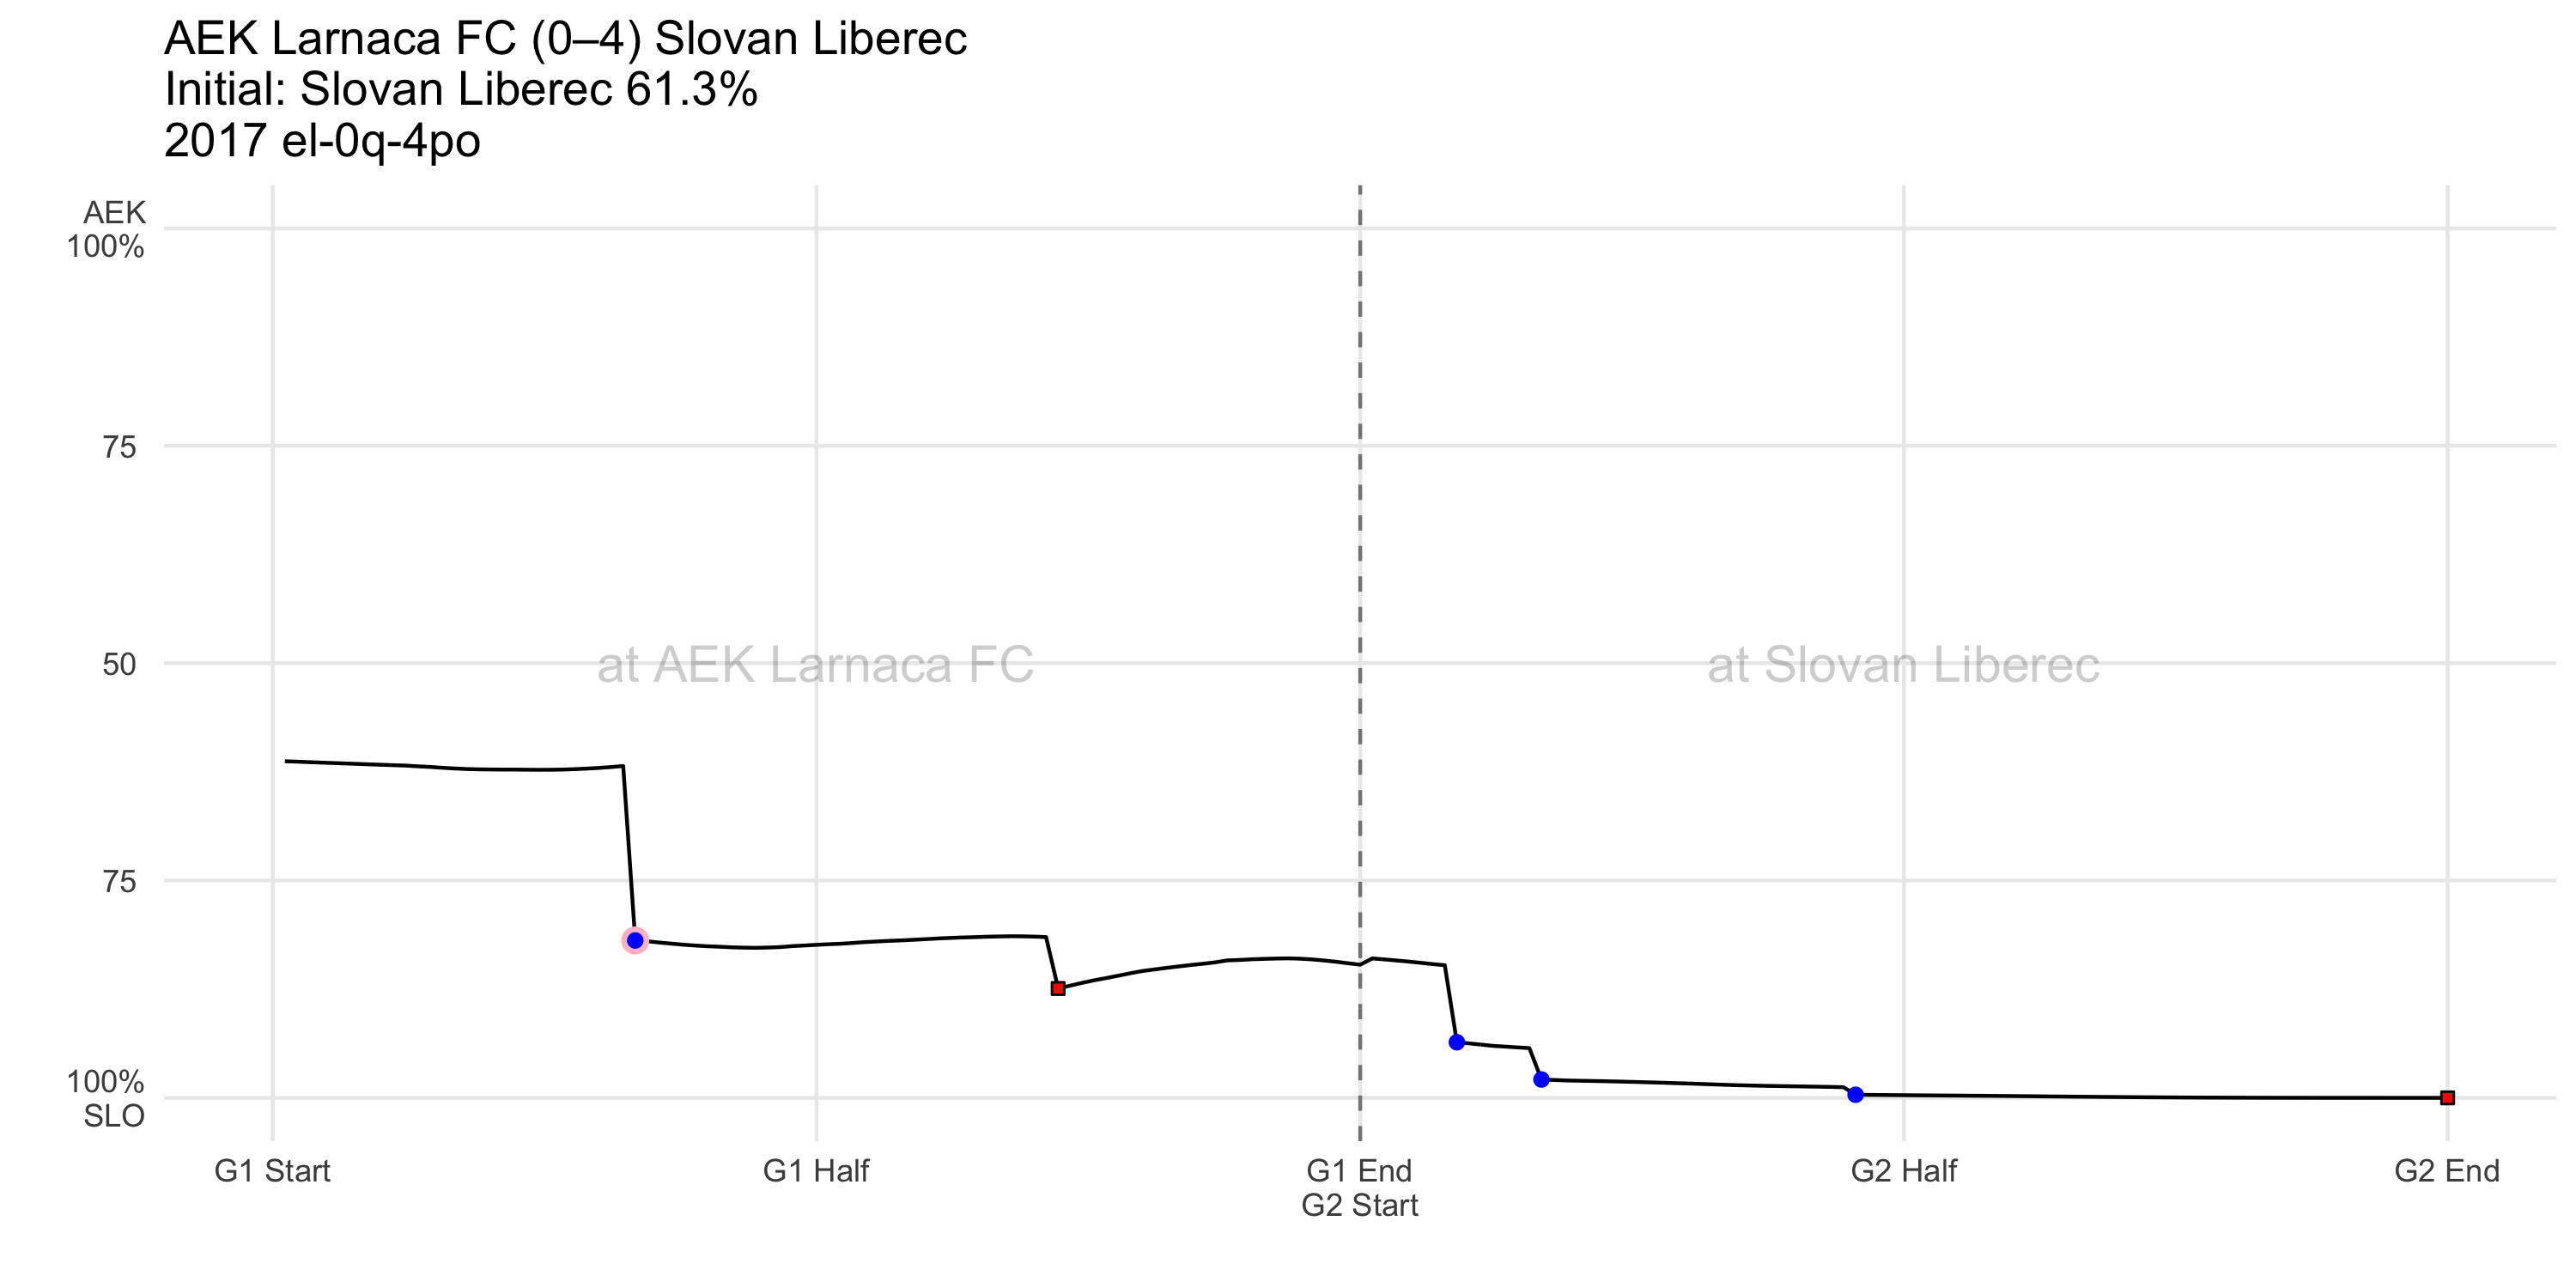 AEK Larnaca FC (0–4) Slovan Liberec
Initial: Slovan Liberec 61.3%
2017 el-0q-4po
AEK
100%
75
50
75
100%
SLO
at AEK Larnaca FC
at Slovan Liberec
G1 Start
G1 Half
G1 End
G2 Start
G2 Half
G2 End